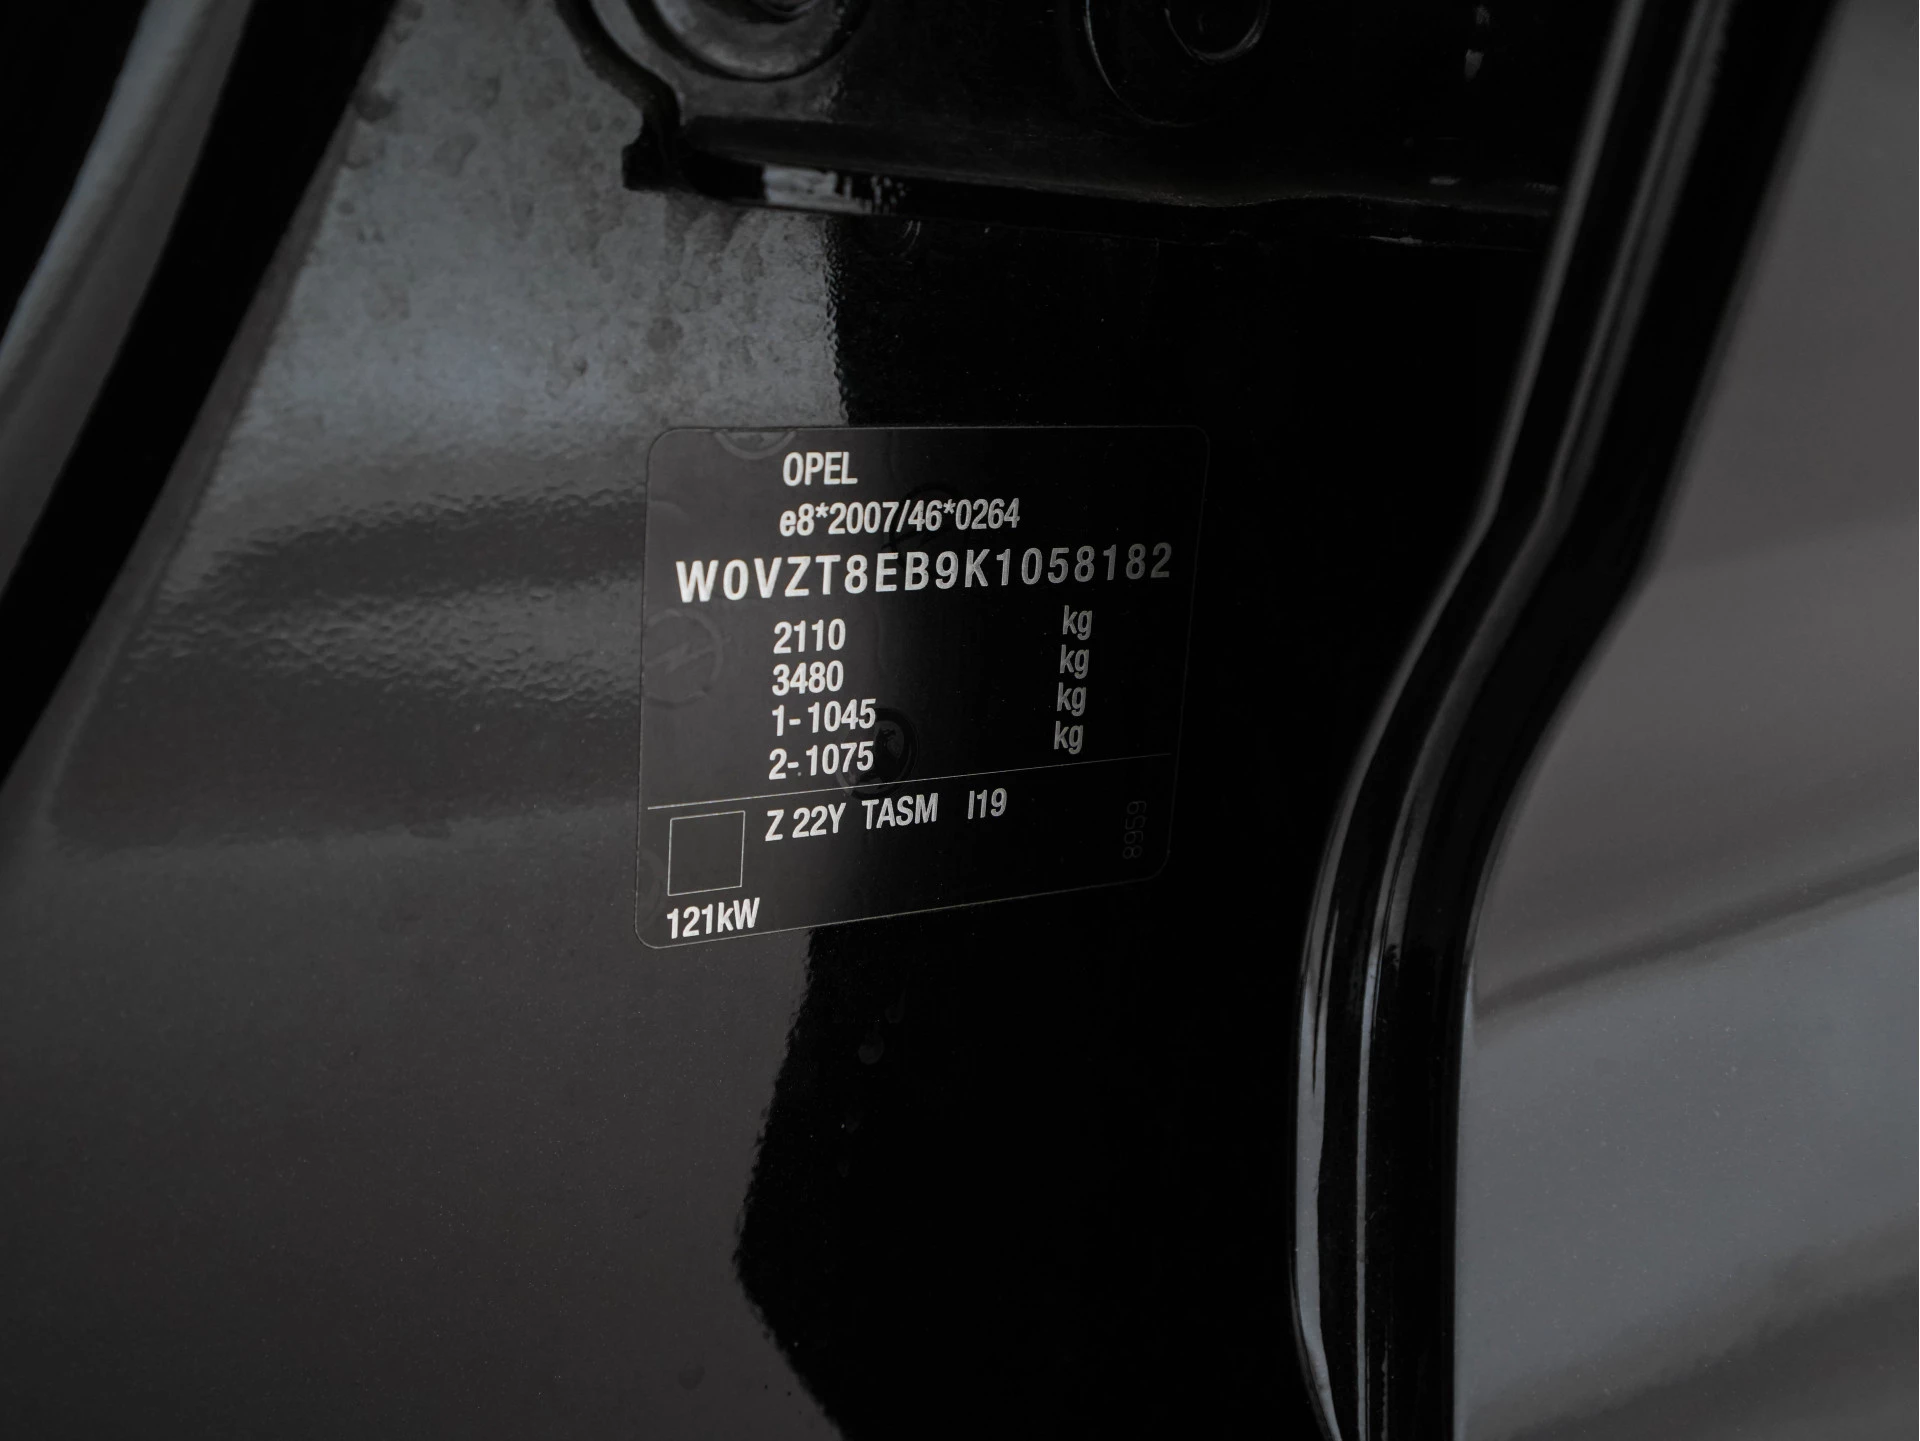 OPEL
e8*2007/46*0264
W0VZT8EB9K1058182
2110 kg
3480 kg
1-1045 kg
2-1075 kg
Z 22Y TASM I19
8959
121kW